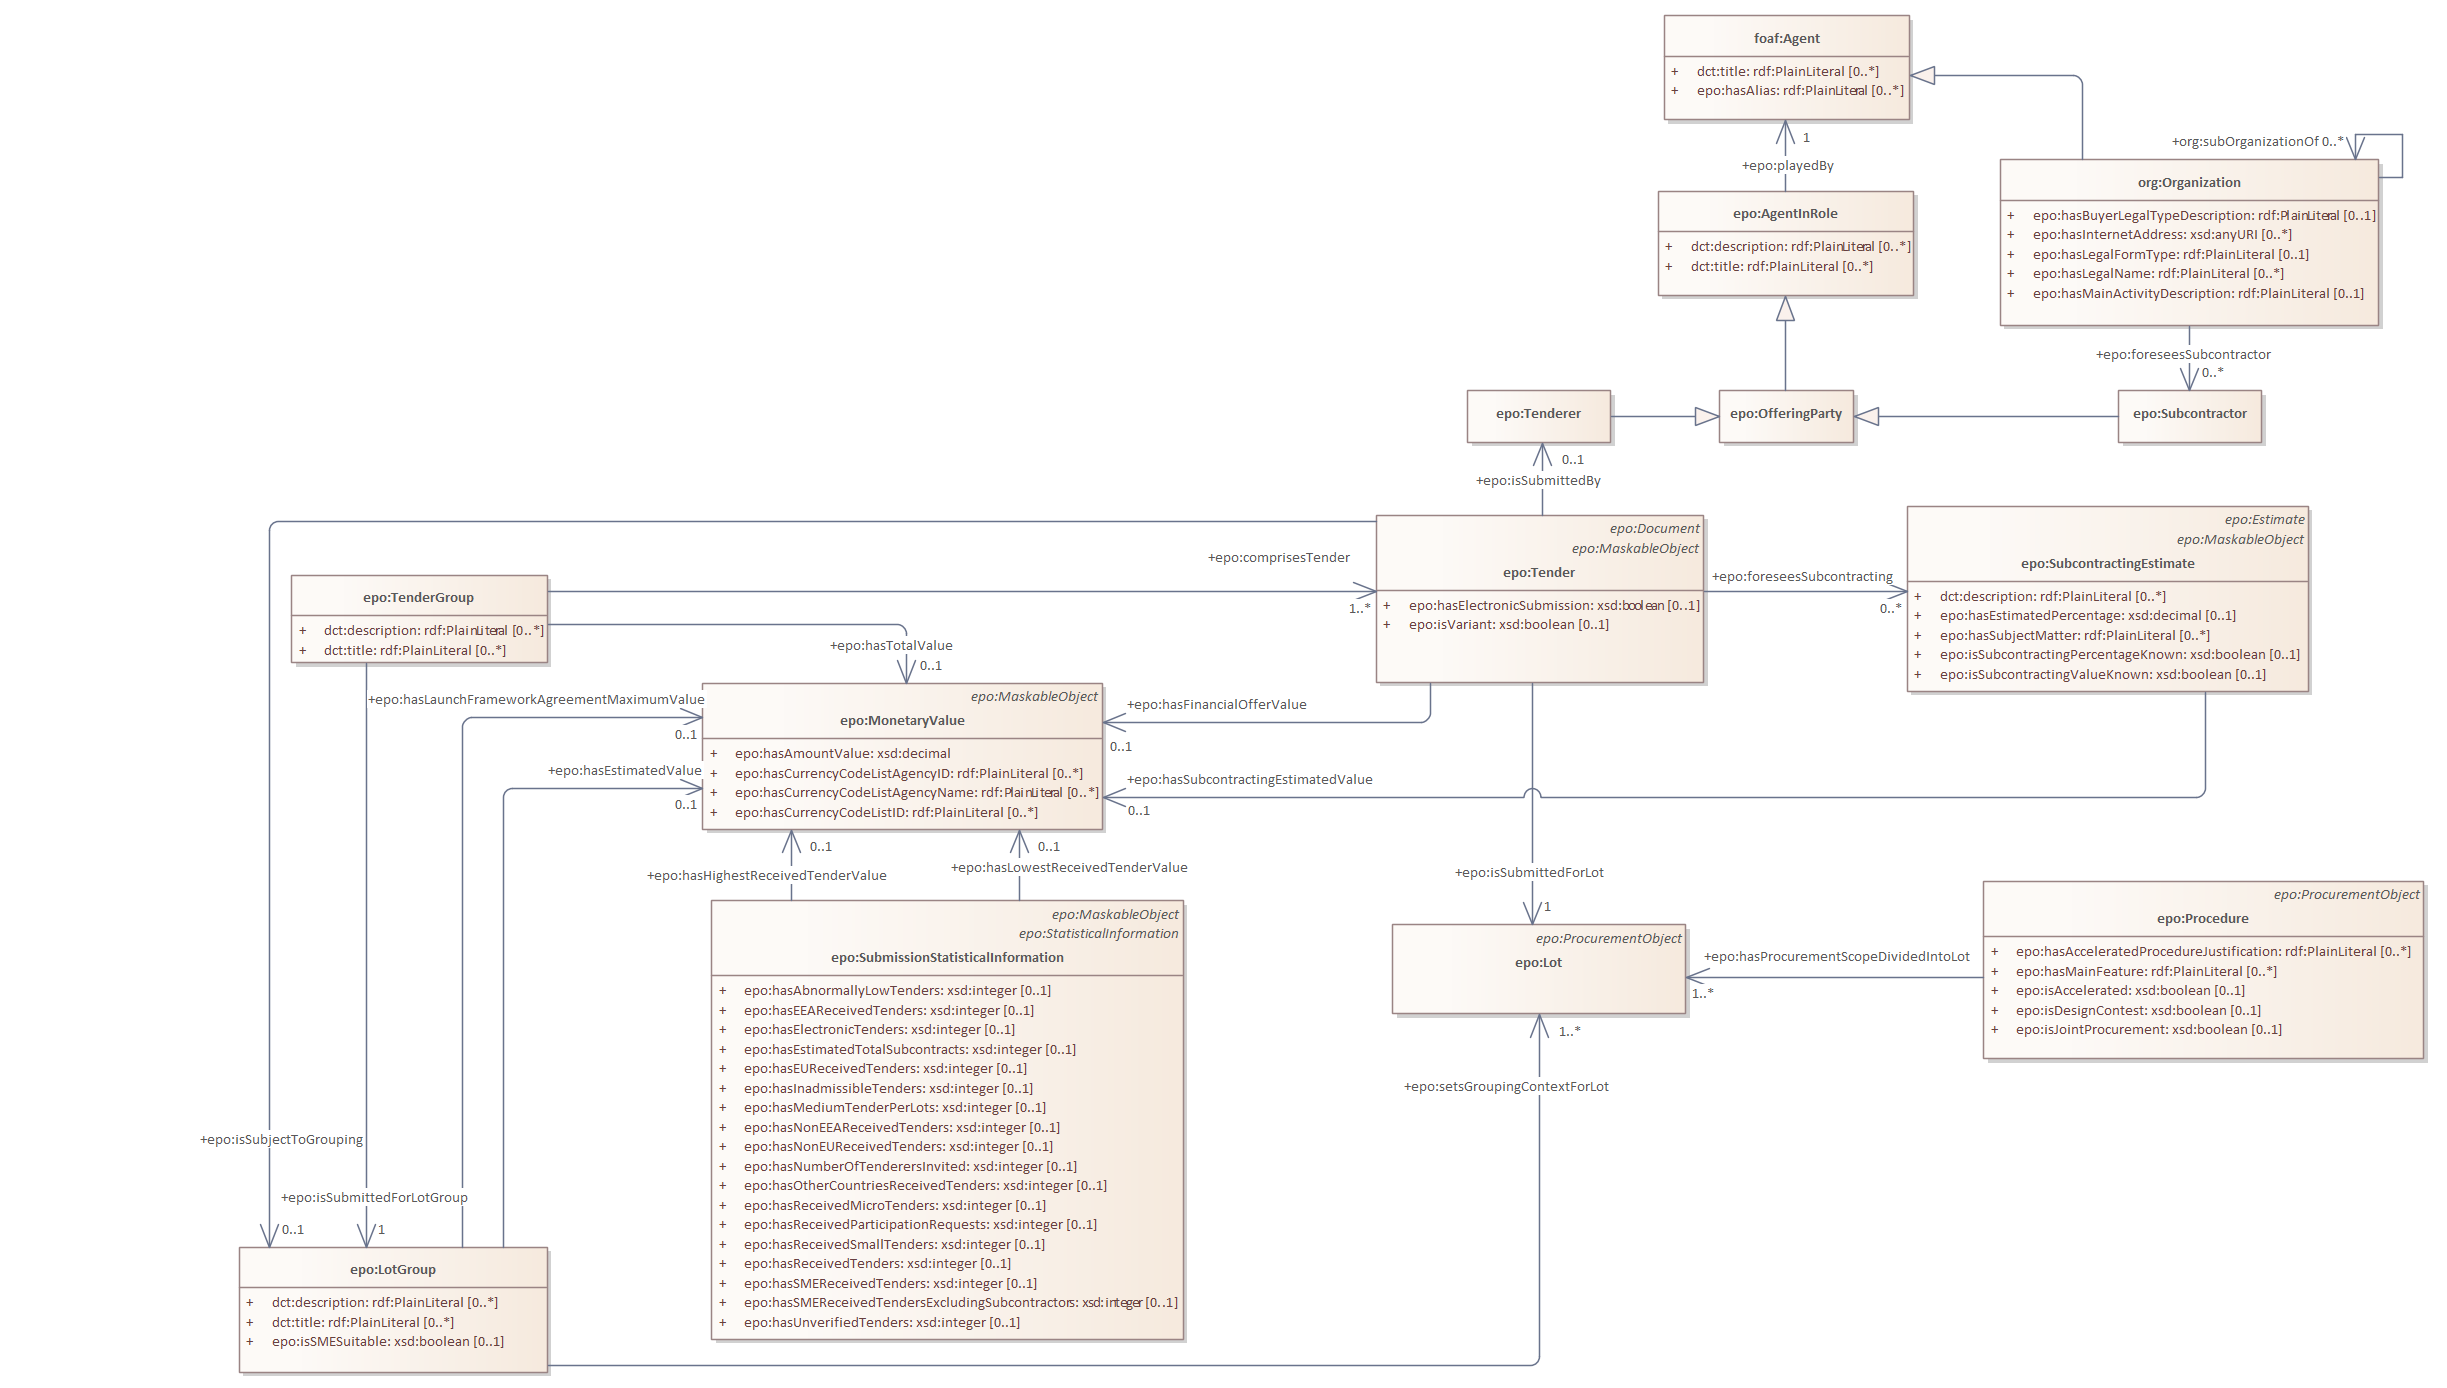 foaf:Agent
+ dct:title: rdf:PlainLiteral [0..*]
+ epo:hasAlias: rdf:PlainLiteral [0..*]
1
+epo:playedBy
+org:subOrganizationOf 0..*
org:Organization
+ epo:hasBuyerLegalTypeDescription: rdf:PlainLiteral [0..1]
+ epo:hasInternetAddress: xsd:anyURI [0..*]
+ epo:hasLegalFormType: rdf:PlainLiteral [0..1]
+ epo:hasLegalName: rdf:PlainLiteral [0..*]
+ epo:hasMainActivityDescription: rdf:PlainLiteral [0..1]
epo:AgentInRole
+ dct:description: rdf:PlainLiteral [0..*]
+ dct:title: rdf:PlainLiteral [0..*]
+epo:foreseesSubcontractor
0..*
epo:Tenderer
epo:OfferingParty
epo:Subcontractor
0..1
+epo:isSubmittedBy
epo:Document
epo:MaskableObject
epo:Tender
+ epo:hasElectronicSubmission: xsd:boolean [0..1]
+ epo:isVariant: xsd:boolean [0..1]
+epo:foreseesSubcontracting
0..*
epo:Estimate
epo:MaskableObject
epo:SubcontractingEstimate
+ dct:description: rdf:PlainLiteral [0..*]
+ epo:hasEstimatedPercentage: xsd:decimal [0..1]
+ epo:hasSubjectMatter: rdf:PlainLiteral [0..*]
+ epo:isSubcontractingPercentageKnown: xsd:boolean [0..1]
+ epo:isSubcontractingValueKnown: xsd:boolean [0..1]
+epo:comprisesTender
1..*
epo:TenderGroup
+ dct:description: rdf:PlainLiteral [0..*]
+ dct:title: rdf:PlainLiteral [0..*]
+epo:hasTotalValue
0..1
+epo:hasLaunchFrameworkAgreementMaximumValue
0..1
+epo:hasEstimatedValue
0..1
epo:MaskableObject
epo:MonetaryValue
+ epo:hasAmountValue: xsd:decimal
+ epo:hasCurrencyCodeListAgencyID: rdf:PlainLiteral [0..*]
+ epo:hasCurrencyCodeListAgencyName: rdf:PlainLiteral [0..*]
+ epo:hasCurrencyCodeListID: rdf:PlainLiteral [0..*]
+epo:hasFinancialOfferValue
0..1
+epo:hasSubcontractingEstimatedValue
0..1
0..1
+epo:hasHighestReceivedTenderValue
0..1
+epo:hasLowestReceivedTenderValue
+epo:isSubmittedForLot
1
epo:MaskableObject
epo:StatisticalInformation
epo:SubmissionStatisticalInformation
+ epo:hasAbnormallyLowTenders: xsd:integer [0..1]
+ epo:hasEEAReceivedTenders: xsd:integer [0..1]
+ epo:hasElectronicTenders: xsd:integer [0..1]
+ epo:hasEstimatedTotalSubcontracts: xsd:integer [0..1]
+ epo:hasEUReceivedTenders: xsd:integer [0..1]
+ epo:hasInadmissibleTenders: xsd:integer [0..1]
+ epo:hasMediumTenderPerLots: xsd:integer [0..1]
+ epo:hasNonEEAReceivedTenders: xsd:integer [0..1]
+ epo:hasNonEUReceivedTenders: xsd:integer [0..1]
+ epo:hasNumberOfTenderersInvited: xsd:integer [0..1]
+ epo:hasOtherCountriesReceivedTenders: xsd:integer [0..1]
+ epo:hasReceivedMicroTenders: xsd:integer [0..1]
+ epo:hasReceivedParticipationRequests: xsd:integer [0..1]
+ epo:hasReceivedSmallTenders: xsd:integer [0..1]
+ epo:hasReceivedTenders: xsd:integer [0..1]
+ epo:hasSMEReceivedTenders: xsd:integer [0..1]
+ epo:hasSMEReceivedTendersExcludingSubcontractors: xsd:integer [0..1]
+ epo:hasUnverifiedTenders: xsd:integer [0..1]
epo:ProcurementObject
epo:Lot
+epo:hasProcurementScopeDividedIntoLot
1..*
epo:ProcurementObject
epo:Procedure
+ epo:hasAcceleratedProcedureJustification: rdf:PlainLiteral [0..*]
+ epo:hasMainFeature: rdf:PlainLiteral [0..*]
+ epo:isAccelerated: xsd:boolean [0..1]
+ epo:isDesignContest: xsd:boolean [0..1]
+ epo:isJointProcurement: xsd:boolean [0..1]
1..*
+epo:setsGroupingContextForLot
+epo:isSubjectToGrouping
0..1
+epo:isSubmittedForLotGroup
1
epo:LotGroup
+ dct:description: rdf:PlainLiteral [0..*]
+ dct:title: rdf:PlainLiteral [0..*]
+ epo:isSMESuitable: xsd:boolean [0..1]